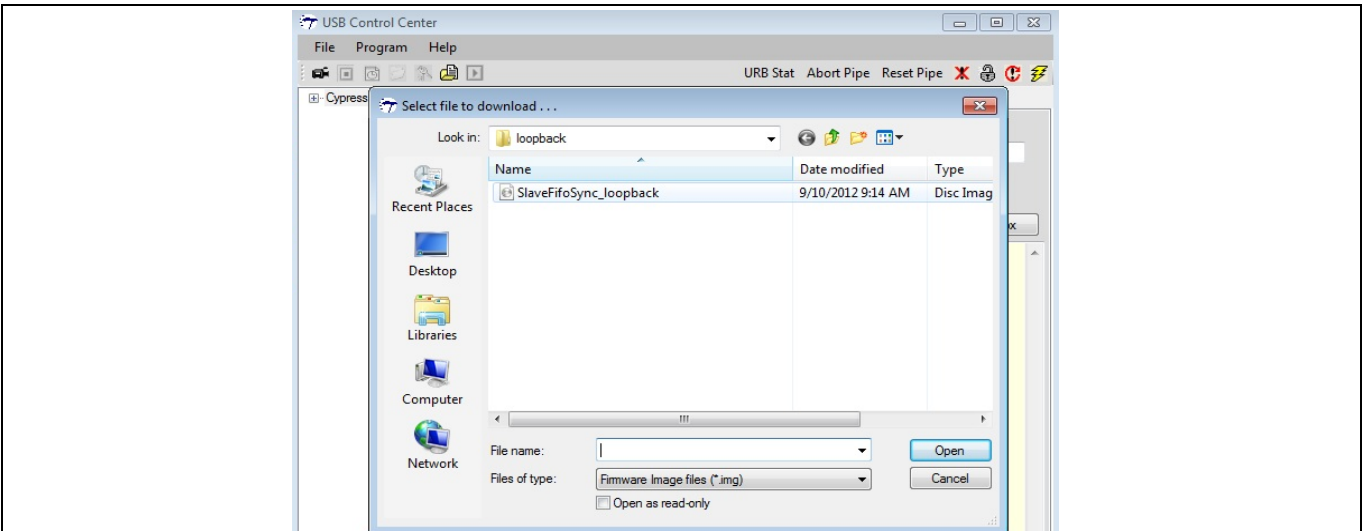 USB Control Center
File Program Help
URB Stat Abort Pipe Reset Pipe
Cypress
Select file to download . . .
Look in: loopback
Name Date modified Type
SlaveFifoSync_loopback 9/10/2012 9:14 AM Disc Imag
Recent Places
Desktop
Libraries
Computer
Network
File name: Open
Files of type: Firmware Image files (*.img) Cancel
Open as read-only